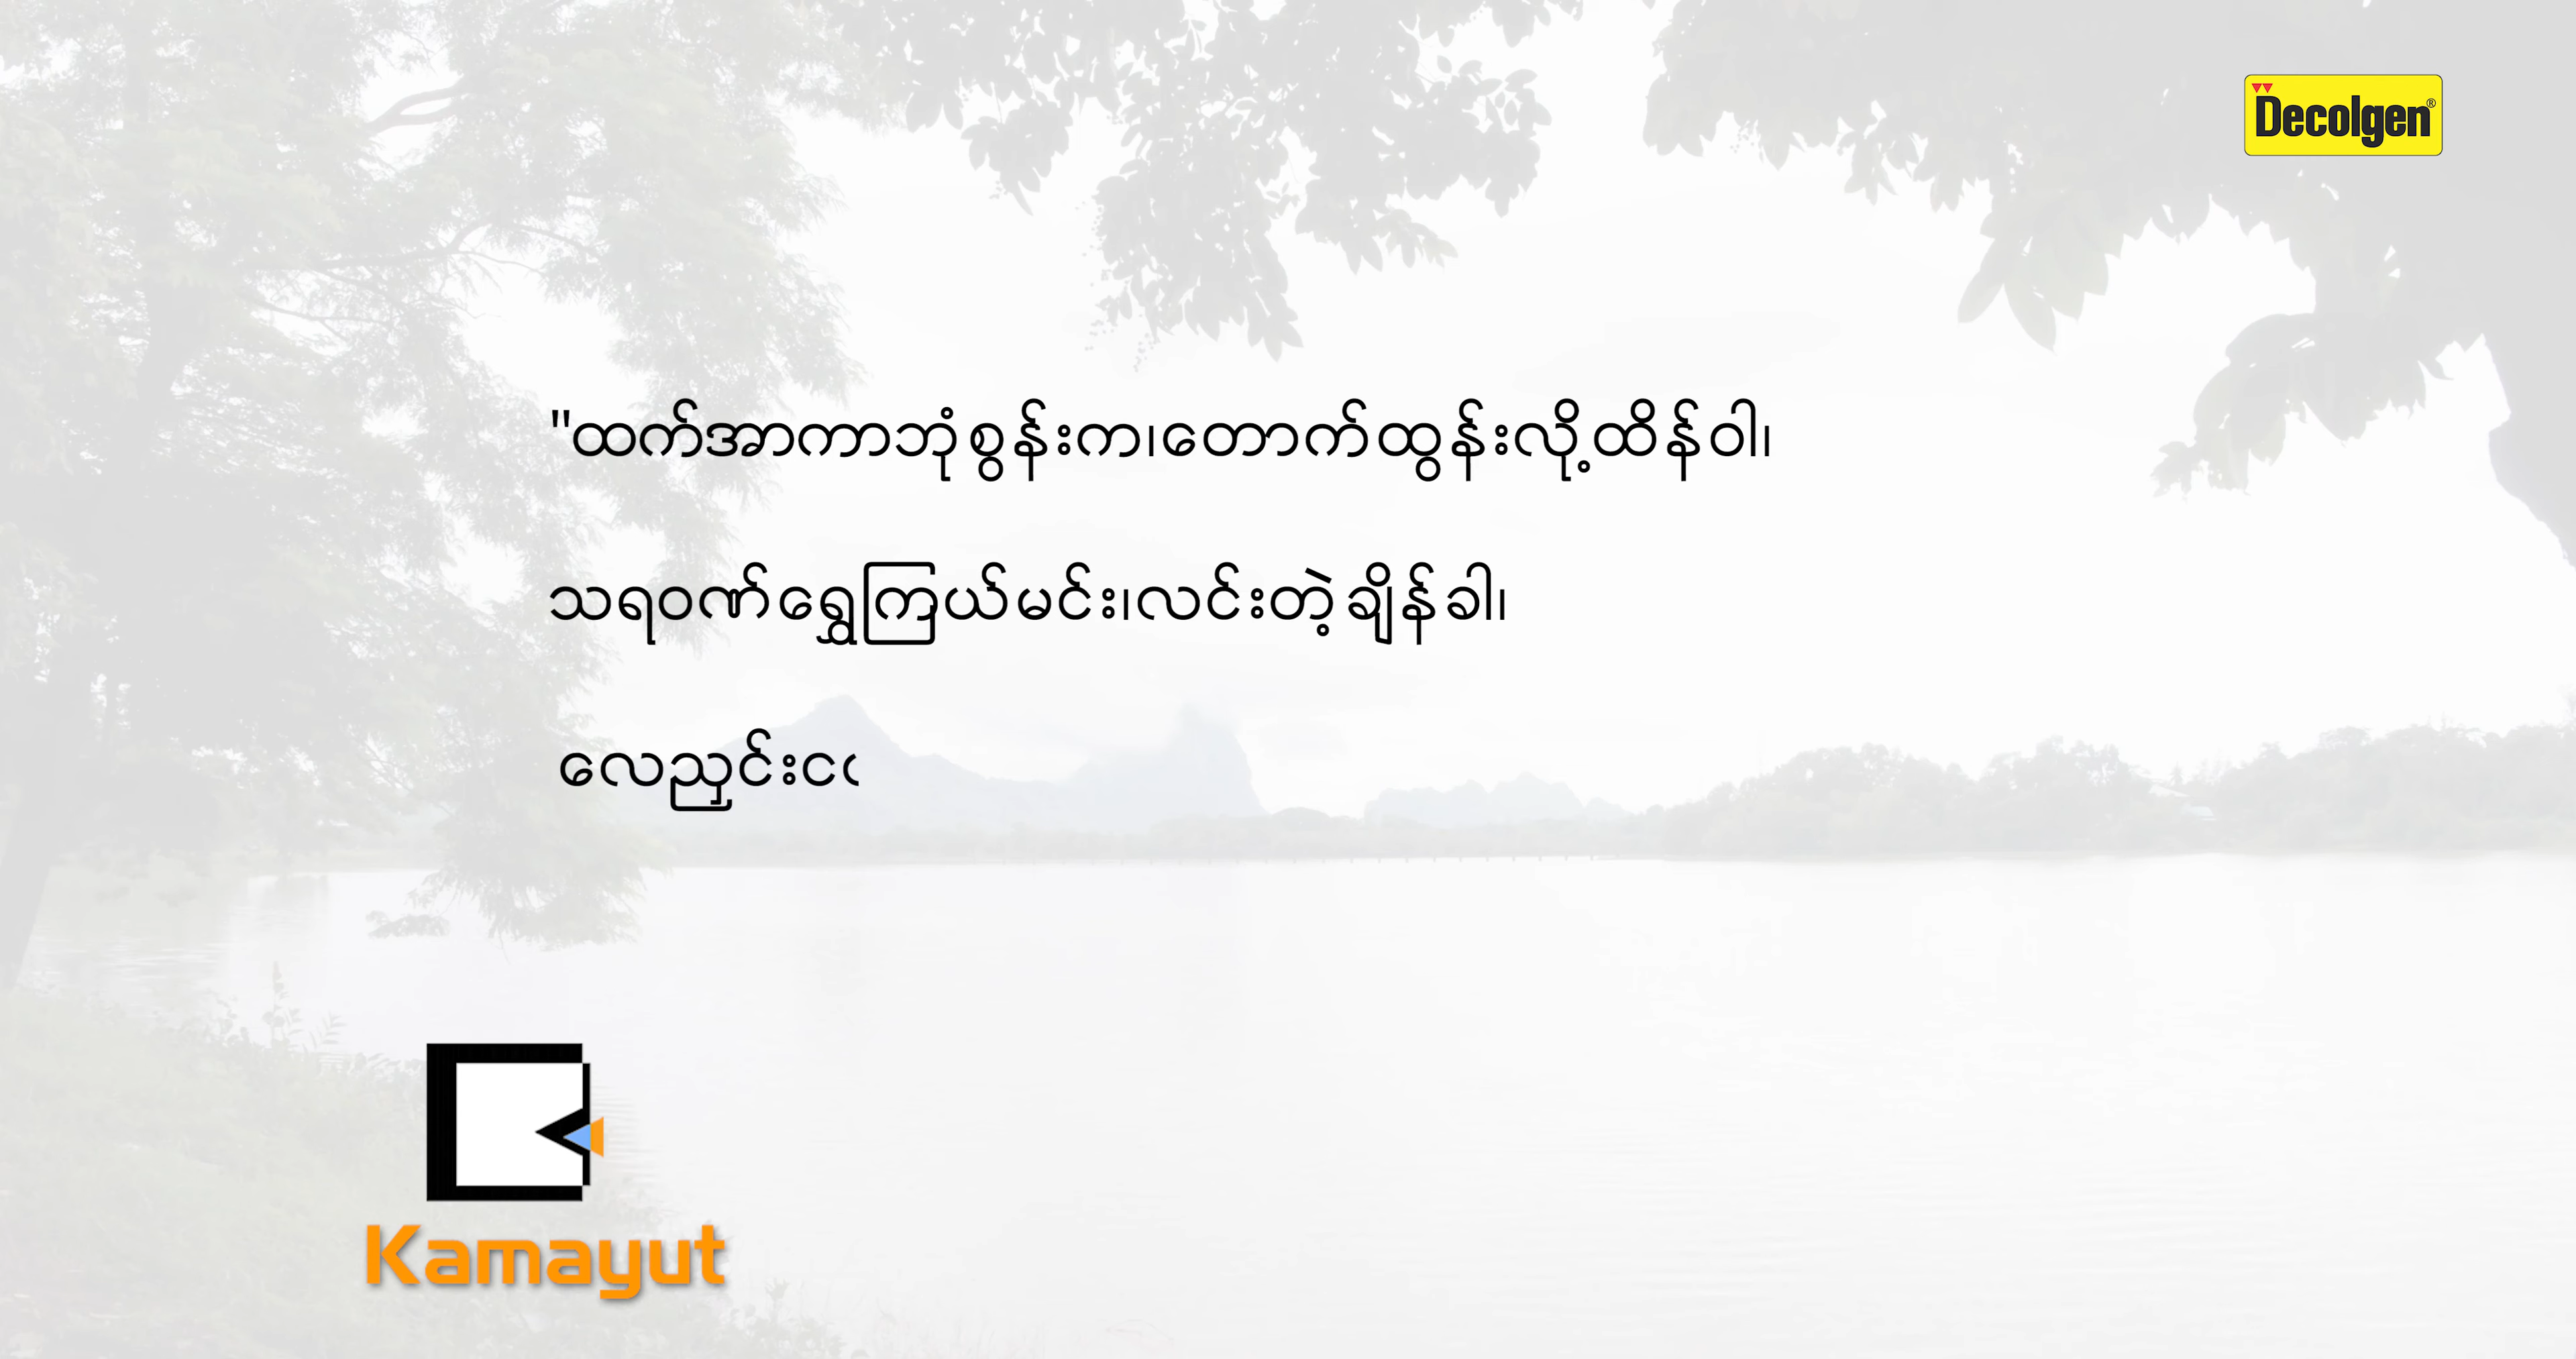 Decolgen®
"ထက်အာကာဘုံစွန်းက၊တောက်ထွန်းလို့ထိန်ဝါ၊
သရဝဏ်ရွှေကြယ်မင်း၊လင်းတဲ့ချိန်ခါ၊
လေညှင်းင
Kamayut